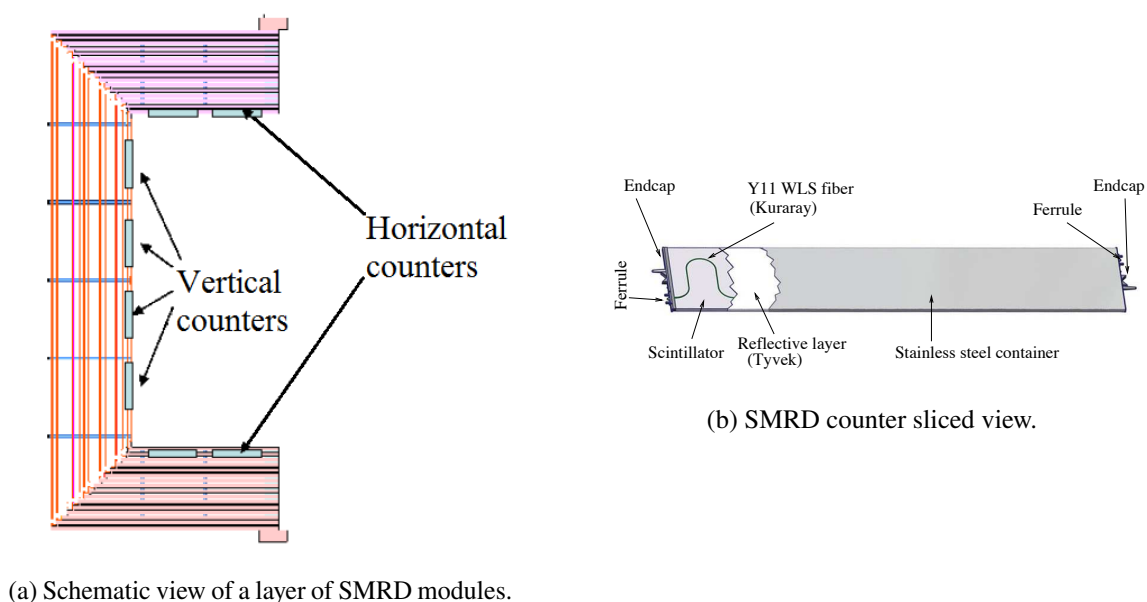 Horizontal
counters
Vertical
counters
(a) Schematic view of a layer of SMRD modules.
Endcap
Y11 WLS fiber
(Kuraray)
Endcap
Ferrule
Ferrule
Scintillator
Reflective layer
(Tyvek)
Stainless steel container
(b) SMRD counter sliced view.